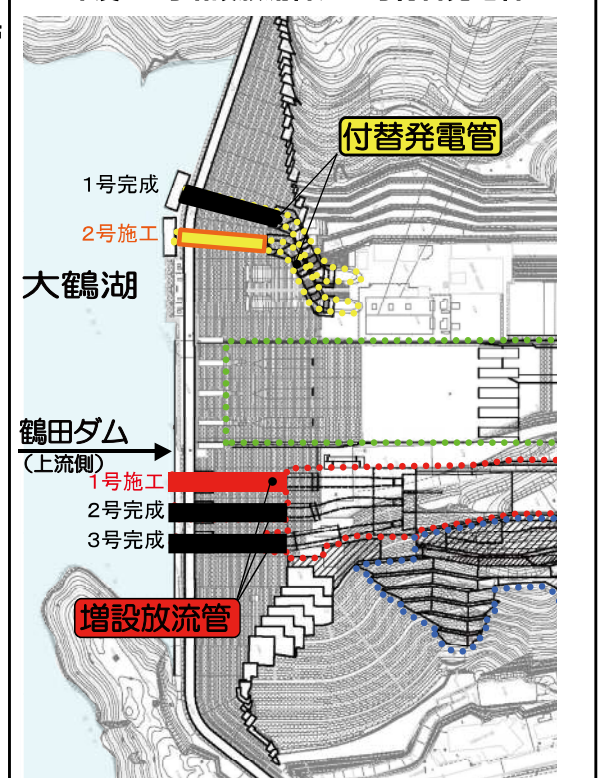 付替発電管
1号完成
2号施工
大鶴湖
鶴田ダム
(上流側)
1号施工
2号完成
3号完成
増設放流管